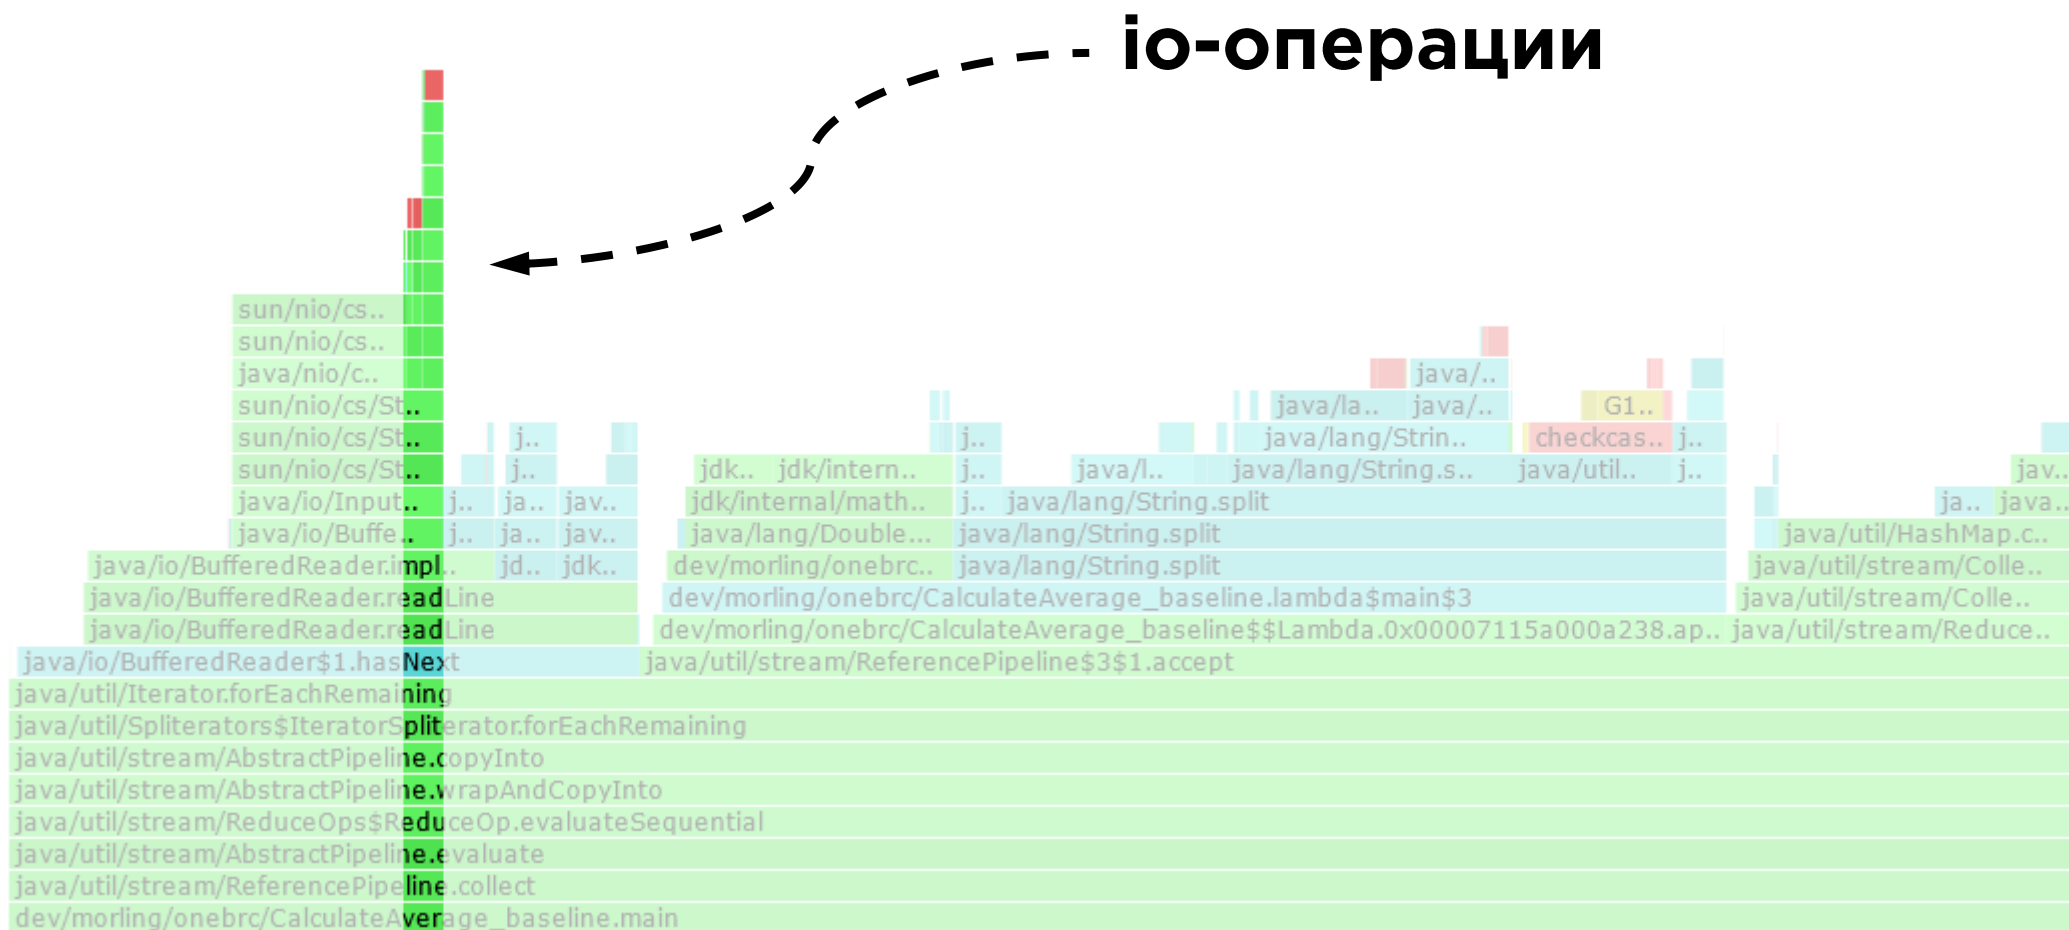 io-операции
sun/nio/cs..
sun/nio/cs..
java/nio/c.. java/..
sun/nio/cs/St.. java/la.. java/.. G1..
sun/nio/cs/St.. j.. j.. java/lang/Strin.. checkcas.. j..
sun/nio/cs/St.. j.. jdk.. jdk/intern.. j.. java/l.. java/lang/String.s.. java/util.. j.. jav..
java/io/Input.. j.. ja.. jav.. jdk/internal/math.. j.. java/lang/String.split ja.. java..
java/io/Buffe.. j.. ja.. jav.. java/lang/Double... java/lang/String.split java/util/HashMap.c..
java/io/BufferedReader.impl.. jd.. jdk.. dev/morling/onebrc.. java/lang/String.split java/util/stream/Colle..
java/io/BufferedReader.readLine dev/morling/onebrc/CalculateAverage_baseline.lambda$main$3 java/util/stream/Colle..
java/io/BufferedReader.readLine dev/morling/onebrc/CalculateAverage_baseline$$Lambda.0x00007115a000a238.ap.. java/util/stream/Reduce..
java/io/BufferedReader$1.hasNext java/util/stream/ReferencePipeline$3$1.accept
java/util/Iterator.forEachRemaining
java/util/Spliterators$IteratorSpliterator.forEachRemaining
java/util/stream/AbstractPipeline.copyInto
java/util/stream/AbstractPipeline.wrapAndCopyInto
java/util/stream/ReduceOps$ReduceOp.evaluateSequential
java/util/stream/AbstractPipeline.evaluate
java/util/stream/ReferencePipeline.collect
dev/morling/onebrc/CalculateAverage_baseline.main